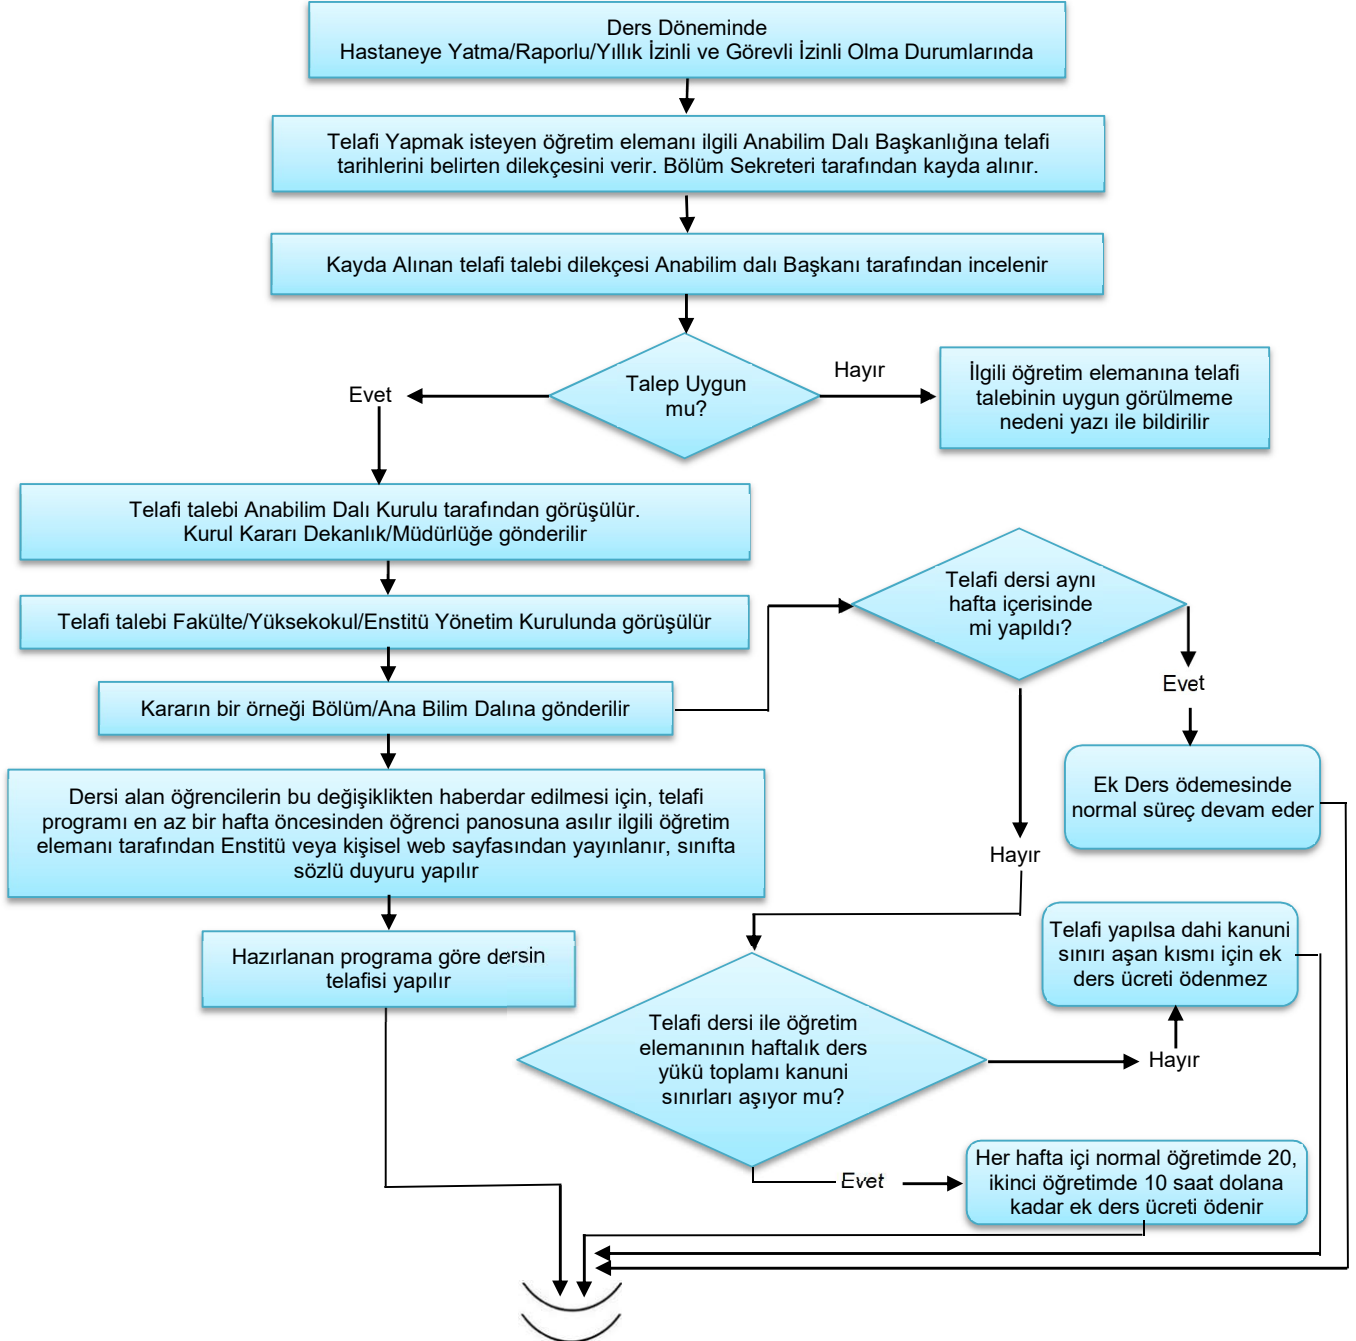 Ders Döneminde
Hastaneye Yatma/Raporlu/Yıllık İzinli ve Görevli İzinli Olma Durumlarında
Telafi Yapmak isteyen öğretim elemanı ilgili Anabilim Dalı Başkanlığına telafi
tarihlerini belirten dilekçesini verir. Bölüm Sekreteri tarafından kayda alınır.
Kayda Alınan telafi talebi dilekçesi Anabilim dalı Başkanı tarafından incelenir
Talep Uygun
mu?
Hayır
İlgili öğretim elemanına telafi
talebinin uygun görülmeme
nedeni yazı ile bildirilir
Evet
Telafi talebi Anabilim Dalı Kurulu tarafından görüşülür.
Kurul Kararı Dekanlık/Müdürlüğe gönderilir
Telafi talebi Fakülte/Yüksekokul/Enstitü Yönetim Kurulunda görüşülür
Kararın bir örneği Bölüm/Ana Bilim Dalına gönderilir
Telafi dersi aynı
hafta içerisinde
mi yapıldı?
Evet
Ek Ders ödemesinde
normal süreç devam eder
Hayır
Dersi alan öğrencilerin bu değişiklikten haberdar edilmesi için, telafi
programı en az bir hafta öncesinden öğrenci panosuna asılır ilgili öğretim
elemanı tarafından Enstitü veya kişisel web sayfasından yayınlanır, sınıfta
sözlü duyuru yapılır
Hazırlanan programa göre dersin
telafisi yapılır
Telafi yapılsa dahi kanuni
sınırı aşan kısmı için ek
ders ücreti ödenmez
Telafi dersi ile öğretim
elemanının haftalık ders
yükü toplamı kanuni
sınırları aşıyor mu?
Hayır
Evet
Her hafta içi normal öğretimde 20,
ikinci öğretimde 10 saat dolana
kadar ek ders ücreti ödenir